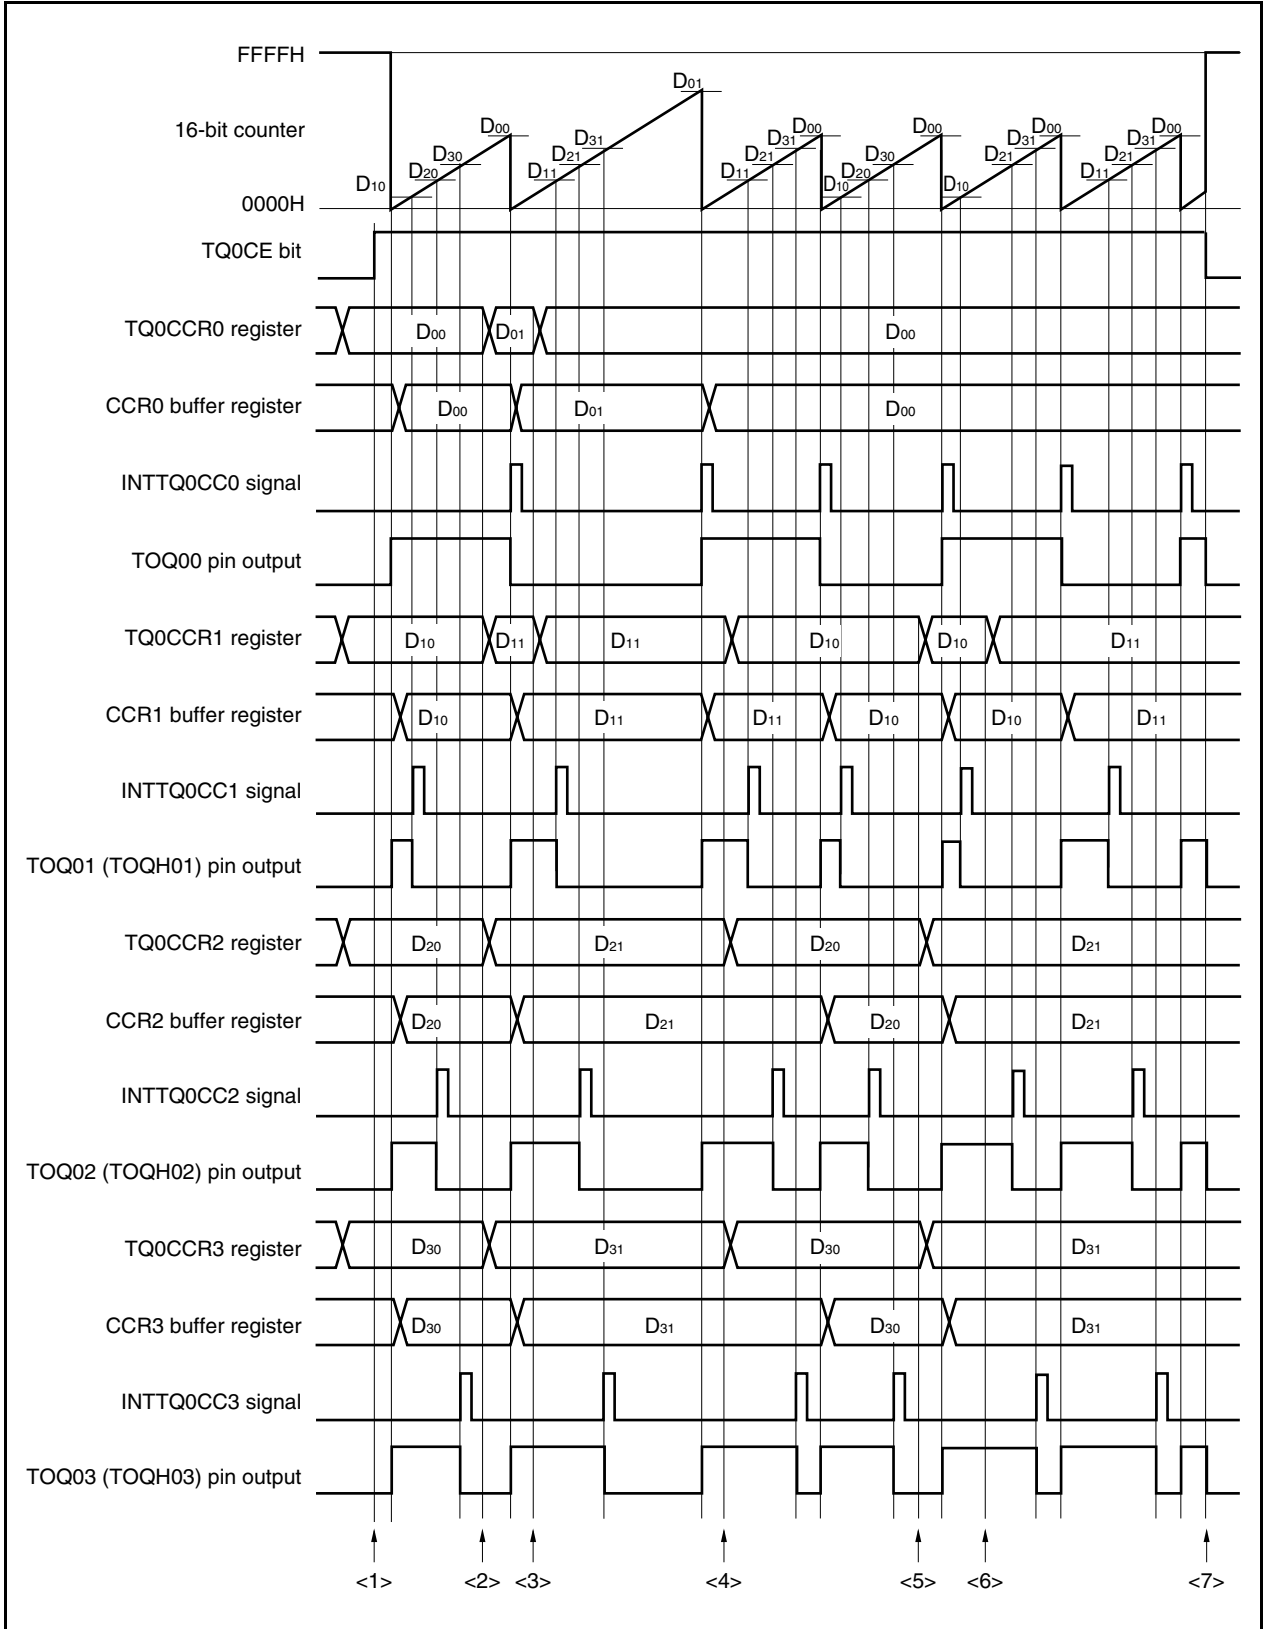 FFFFH
D01
16-bit counter
D00 D31 D00 D00 D31 D00 D00
D30 D21 D31 D21 D30 D21 D31
D10 D20 D11 D11 D10 D20 D10 D11 D21
0000H
TQ0CE bit
TQ0CCR0 register D00 D01 D00
CCR0 buffer register D00 D01 D00
INTTQ0CC0 signal
TOQ00 pin output
TQ0CCR1 register D10 D11 D11 D10 D10 D11
CCR1 buffer register D10 D11 D11 D10 D10 D11
INTTQ0CC1 signal
TOQ01 (TOQH01) pin output
TQ0CCR2 register D20 D21 D20 D21
CCR2 buffer register D20 D21 D20 D21
INTTQ0CC2 signal
TOQ02 (TOQH02) pin output
TQ0CCR3 register D30 D31 D30 D31
CCR3 buffer register D30 D31 D30 D31
INTTQ0CC3 signal
TOQ03 (TOQH03) pin output
<1> <2> <3> <4> <5> <6> <7>